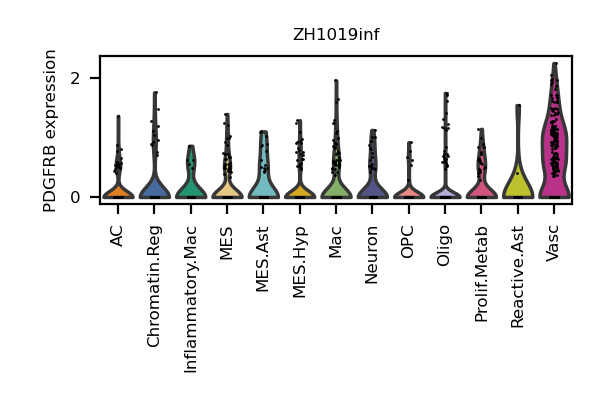 ZH1019inf
PDGFRB expression
2
0
AC
Chromatin.Reg
Inflammatory.Mac
MES
MES.Ast
MES.Hyp
Mac
Neuron
OPC
Oligo
Prolif.Metab
Reactive.Ast
Vasc